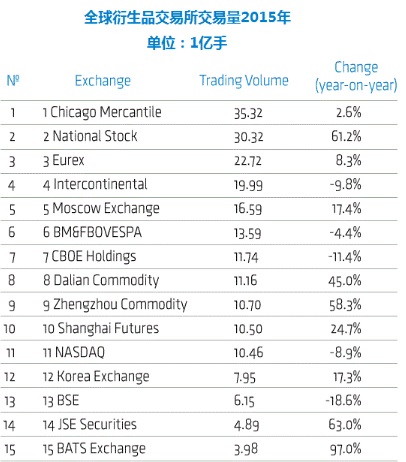 全球衍生品交易所交易量2015年
单位：1亿手
Nº Exchange Trading Volume Change (year-on-year)
1 1 Chicago Mercantile 35.32 2.6%
2 2 National Stock 30.32 61.2%
3 3 Eurex 22.72 8.3%
4 4 Intercontinental 19.99 -9.8%
5 5 Moscow Exchange 16.59 17.4%
6 6 BM&FBOVESPA 13.59 -4.4%
7 7 CBOE Holdings 11.74 -11.4%
8 8 Dalian Commodity 11.16 45.0%
9 9 Zhengzhou Commodity 10.70 58.3%
10 10 Shanghai Futures 10.50 24.7%
11 11 NASDAQ 10.46 -8.9%
12 12 Korea Exchange 7.95 17.3%
13 13 BSE 6.15 -18.6%
14 14 JSE Securities 4.89 63.0%
15 15 BATS Exchange 3.98 97.0%